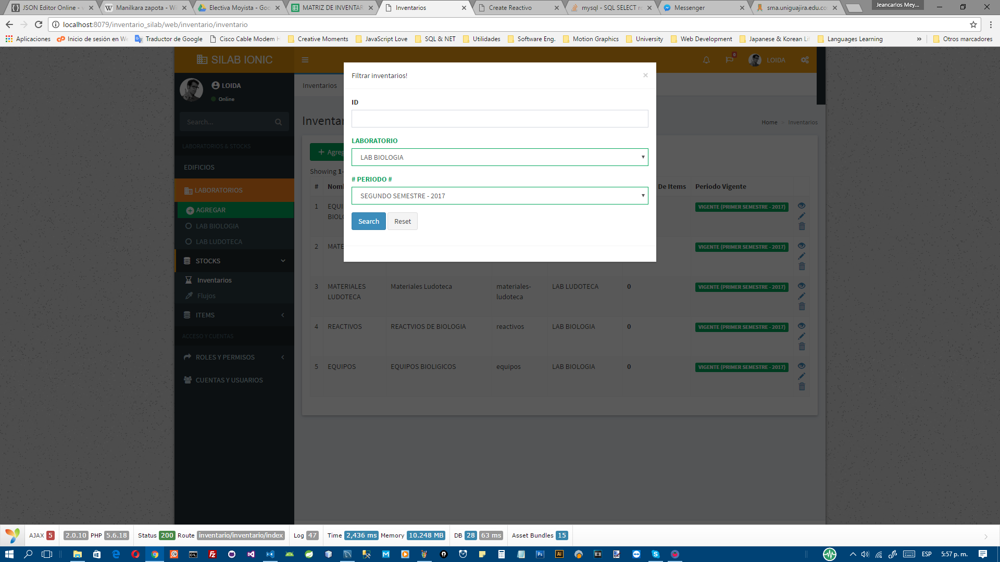 JSON Editor Online - v
Manilkara zapota - Wi
Electiva Moyista - Goo
MATRIZ DE INVENTAR
Inventarios
Create Reactivo
mysql - SQL SELECT ro
Messenger
sma.uniguajira.edu.co
Jeancarlos Mey...
localhost:8079/inventario_silab/web/inventario/inventario
Aplicaciones
Inicio de sesión en We
Traductor de Google
Cisco Cable Modem H
Creative Moments
JavaScript Love
SQL & NET
Utilidades
Software Eng.
Motion Graphics
University
Web Development
Japanese & Korean Lif
Languages Learning
»
Otros marcadores
SILAB IONIC
0
LOIDA
LOIDA
Online
Search...
LABORATORIOS & STOCKS
EDIFICIOS
LABORATORIOS
AGREGAR
LAB BIOLOGIA
LAB LUDOTECA
STOCKS
Inventarios
Flujos
ITEMS
ACCESO Y CUENTAS
ROLES Y PERMISOS
CUENTAS Y USUARIOS
Inventarios
Inventar
Home > Inventarios
Agreg
Showing 1-
Filtrar inventarios! ×
ID
LABORATORIO
LAB BIOLOGIA
# PERIODO #
SEGUNDO SEMESTRE - 2017
Search Reset
# Nom De Items Periodo Vigente
1 EQUI VIGENTE (PRIMER SEMESTRE - 2017)
BIOL
2 MATE VIGENTE (PRIMER SEMESTRE - 2017)
3 MATERIALES Materiales Ludoteca materiales- LAB LUDOTECA 0 VIGENTE (PRIMER SEMESTRE - 2017)
LUDOTECA ludoteca
4 REACTIVOS REACTVIOS DE BIOLOGIA reactivos LAB BIOLOGIA 0 VIGENTE (PRIMER SEMESTRE - 2017)
5 EQUIPOS EQUIPOS BIOLIGICOS equipos LAB BIOLOGIA 0 VIGENTE (PRIMER SEMESTRE - 2017)
AJAX 5 2.0.10 PHP 5.6.18 Status 200 Route inventario/inventario/index Log 47 Time 2,436 ms Memory 10.248 MB DB 28 63 ms Asset Bundles 15
ESP 5:57 p. m.